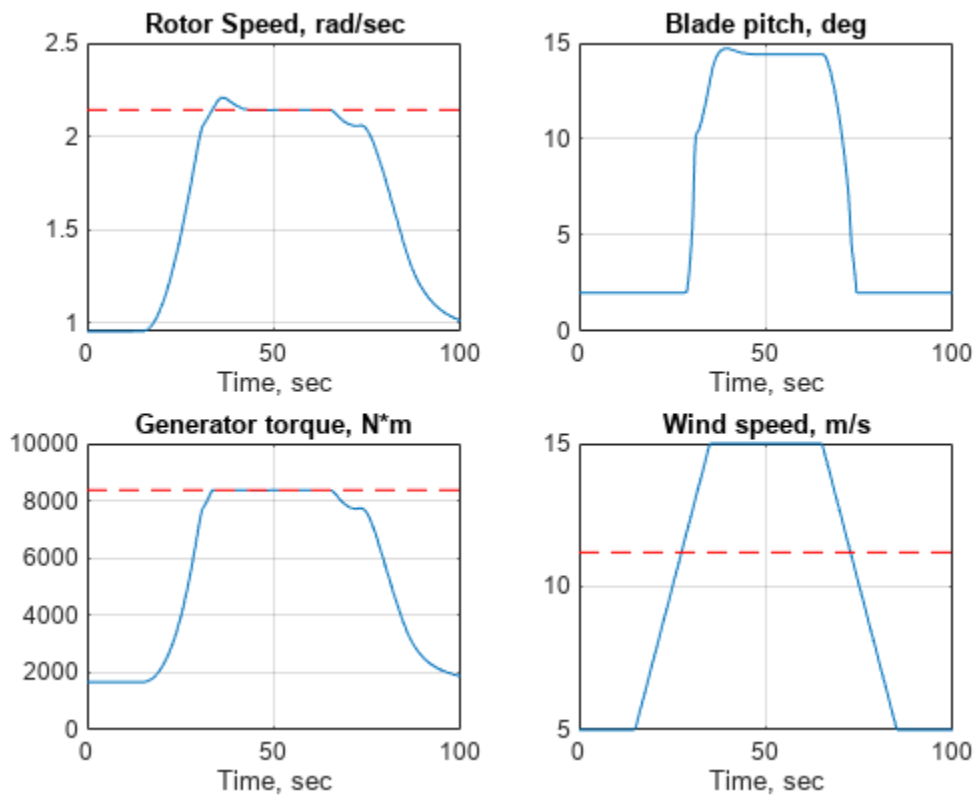 Rotor Speed, rad/sec
2.5
2
1.5
1
0 50 100
Time, sec
Blade pitch, deg
15
10
5
0
0 50 100
Time, sec
Generator torque, N*m
10000
8000
6000
4000
2000
0
0 50 100
Time, sec
Wind speed, m/s
15
10
5
0 50 100
Time, sec